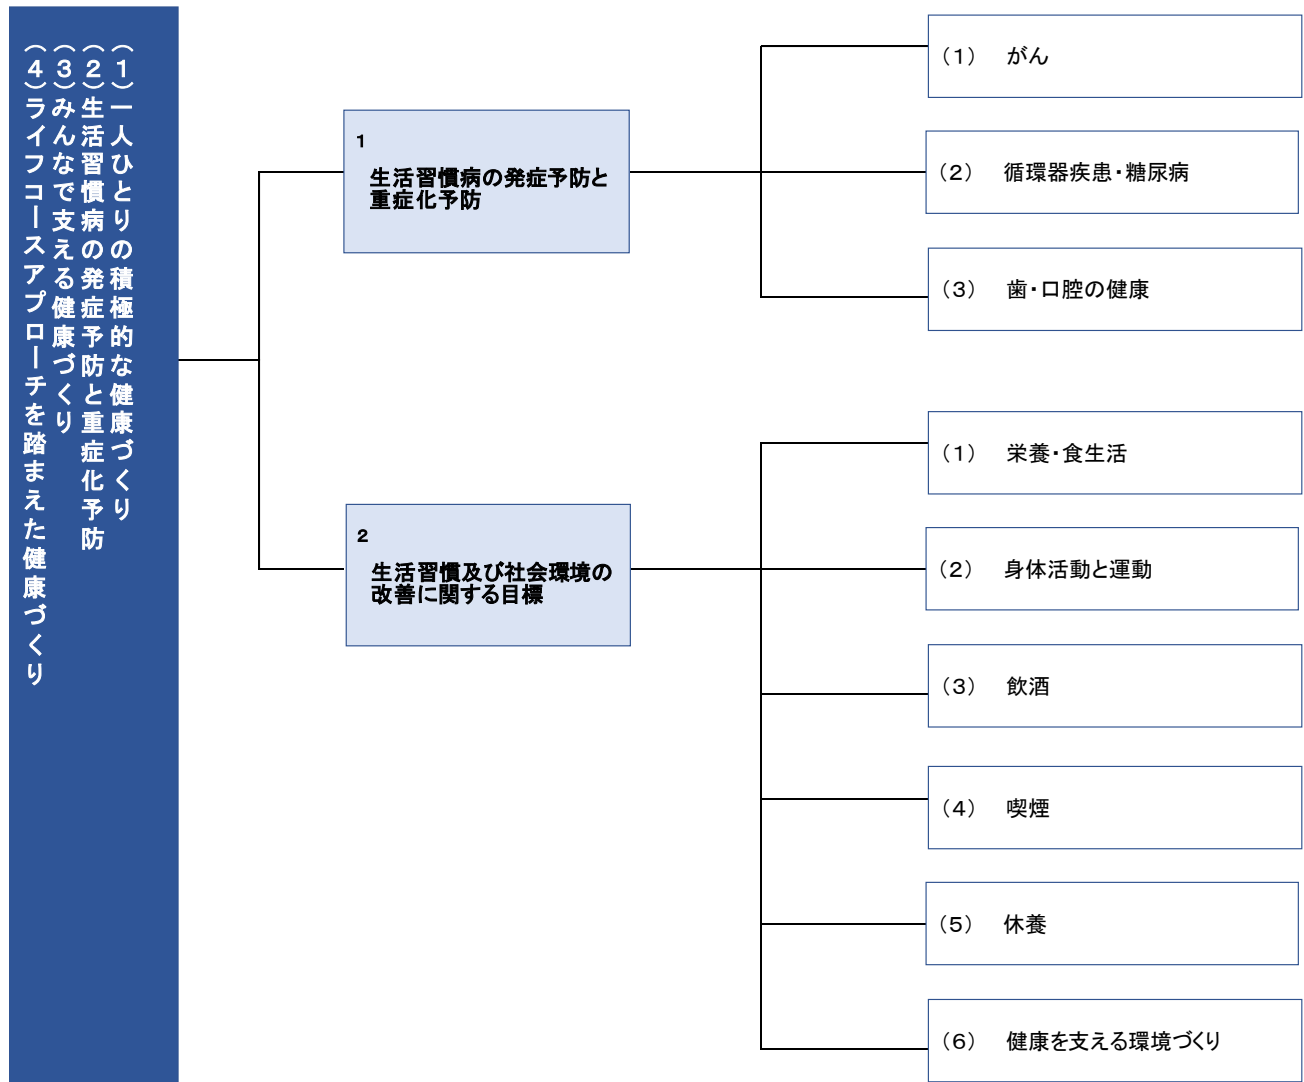 （１）一人ひとりの積極的な健康づくり
（２）生活習慣病の発症予防と重症化予防
（３）みんなで支える健康づくり
（４）ライフコースアプローチを踏まえた健康づくり
1
生活習慣病の発症予防と
重症化予防
（１）　がん
（２）　循環器疾患・糖尿病
（３）　歯・口腔の健康
2
生活習慣及び社会環境の
改善に関する目標
（１）　栄養・食生活
（２）　身体活動と運動
（３）　飲酒
（４）　喫煙
（５）　休養
（６）　健康を支える環境づくり